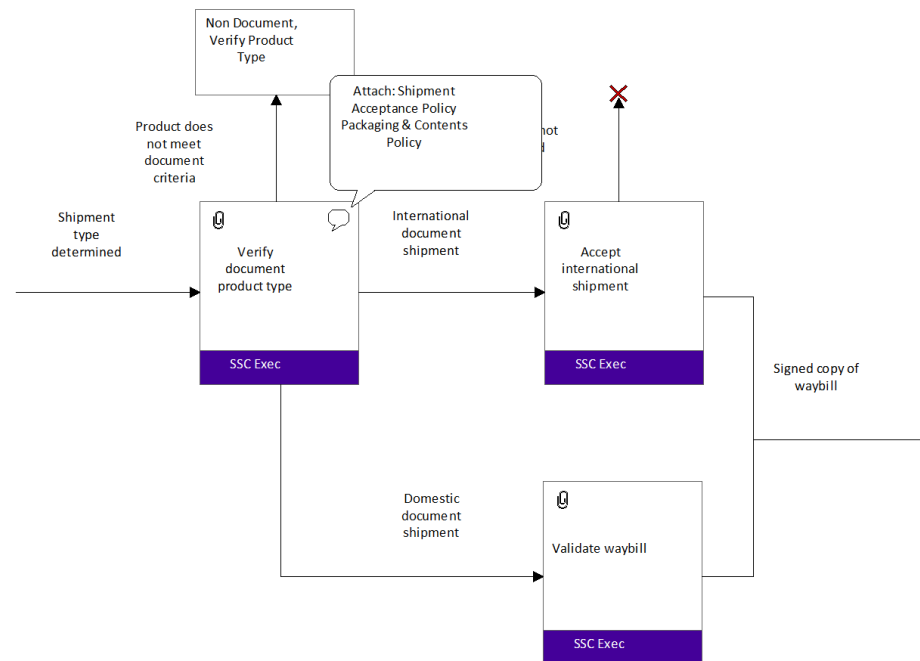 Non Document,
Verify Product
Type
Attach: Shipment
Acceptance Policy
Packaging & Contents
Policy
Product does
not meet
document
criteria
not
Shipment
type
determined
International
document
shipment
Verify
document
product type
Accept
international
shipment
SSC Exec
SSC Exec
Signed copy of
waybill
Domestic
document
shipment
Validate waybill
SSC Exec